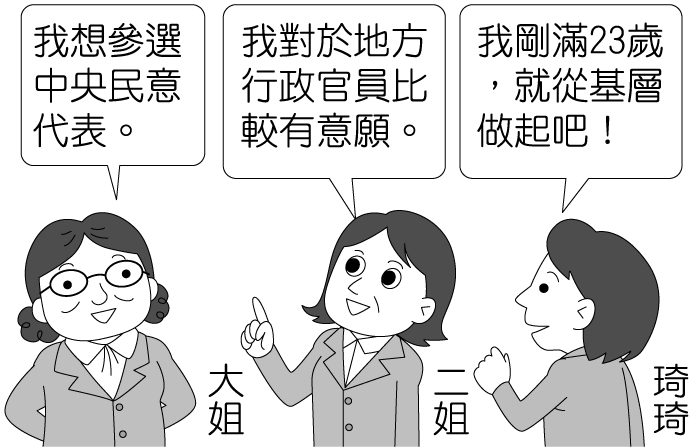 我想參選
中央民意
代表。
我對於地方
行政官員比
較有意願。
我剛滿23歲
，就從基層
做起吧！
大姐
二姐
琦琦